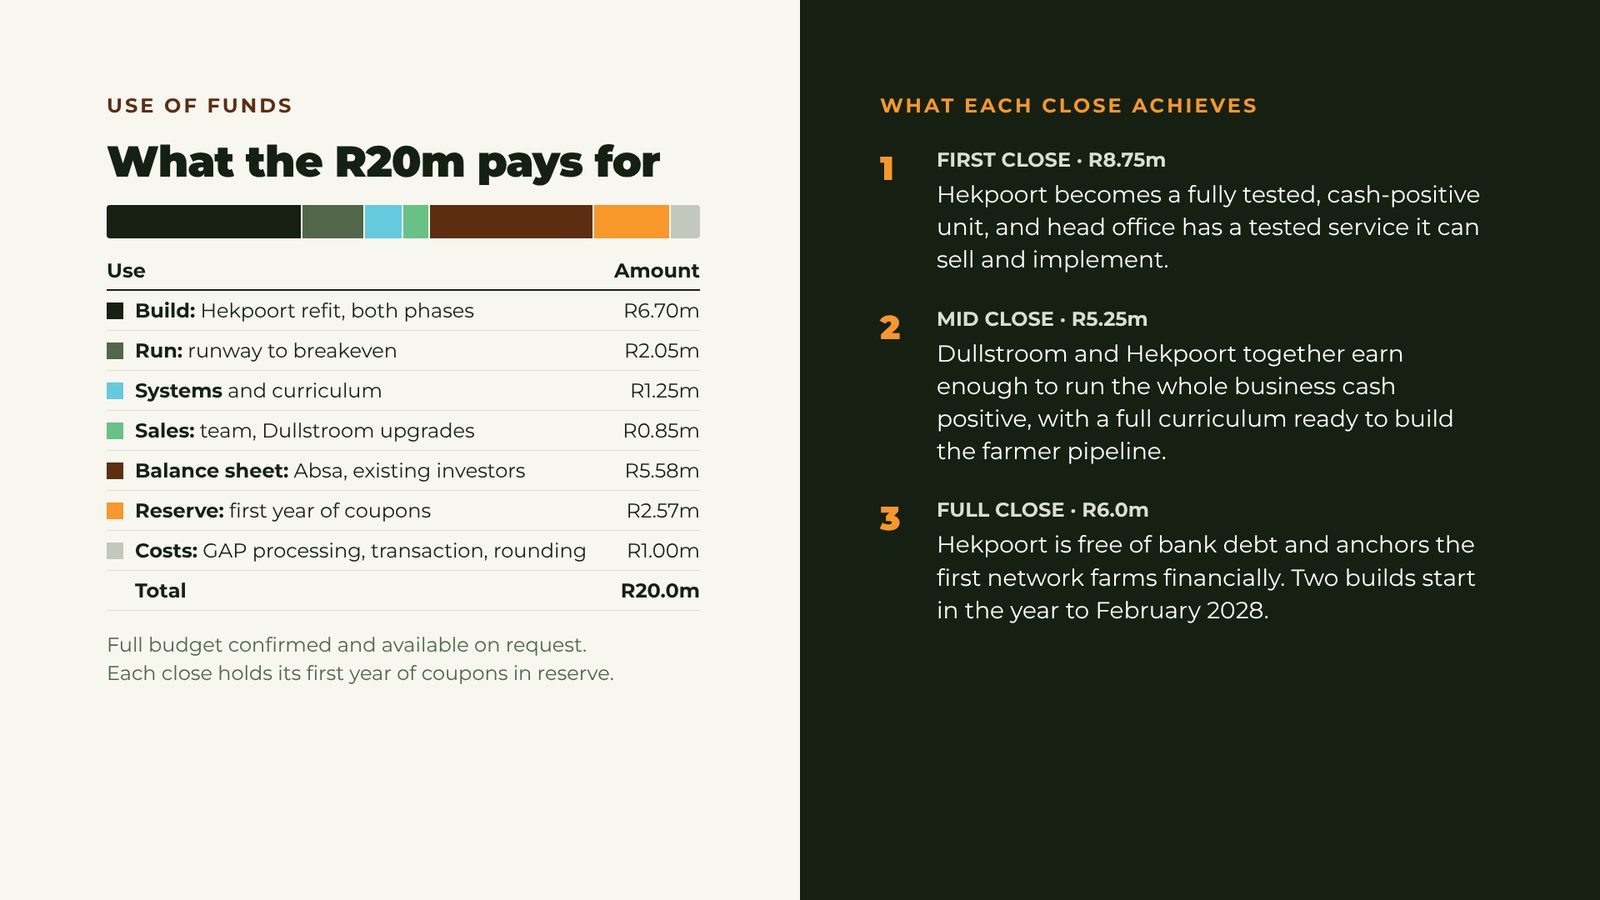 USE OF FUNDS
What the R20m pays for
Use Amount
Build: Hekpoort refit, both phases R6.70m
Run: runway to breakeven R2.05m
Systems and curriculum R1.25m
Sales: team, Dullstroom upgrades R0.85m
Balance sheet: Absa, existing investors R5.58m
Reserve: first year of coupons R2.57m
Costs: GAP processing, transaction, rounding R1.00m
Total R20.0m
Full budget confirmed and available on request.
Each close holds its first year of coupons in reserve.
WHAT EACH CLOSE ACHIEVES
1 FIRST CLOSE · R8.75m
Hekpoort becomes a fully tested, cash-positive
unit, and head office has a tested service it can
sell and implement.
2 MID CLOSE · R5.25m
Dullstroom and Hekpoort together earn
enough to run the whole business cash
positive, with a full curriculum ready to build
the farmer pipeline.
3 FULL CLOSE · R6.0m
Hekpoort is free of bank debt and anchors the
first network farms financially. Two builds start
in the year to February 2028.